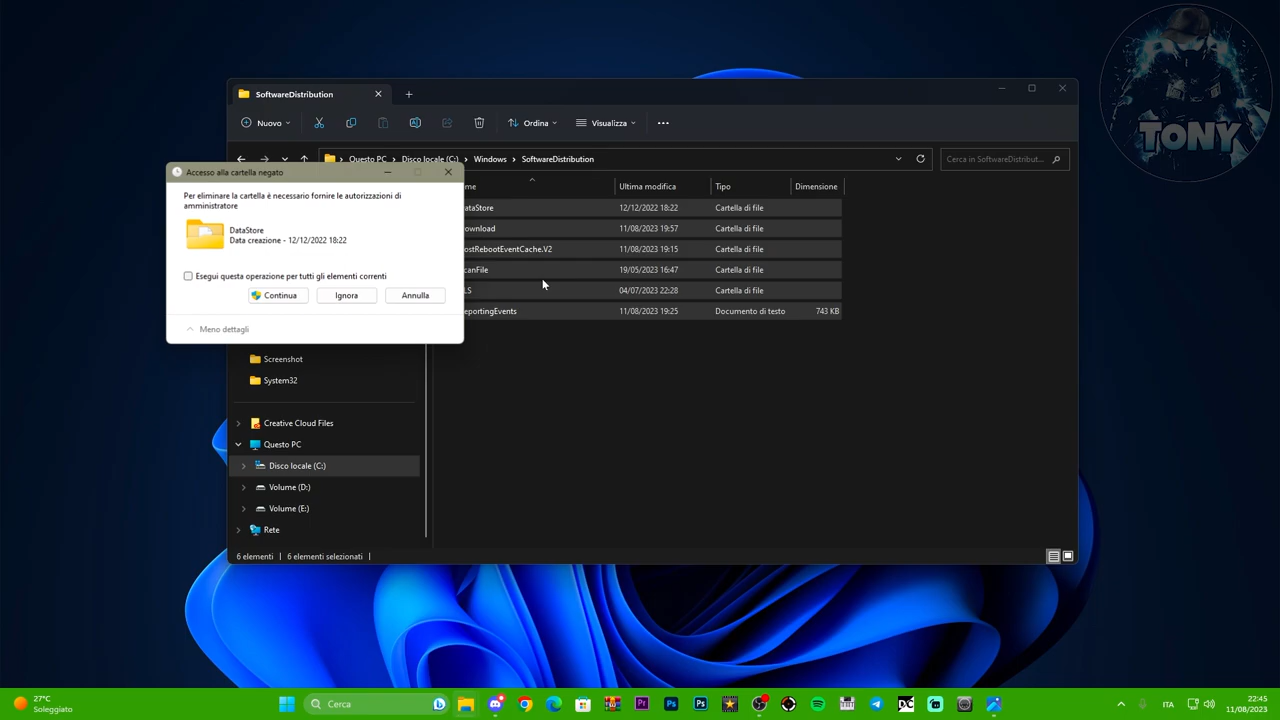 TONY
SoftwareDistribution
Nuovo
Ordina
Visualizza
Questo PC
Disco locale (C:)
Windows
SoftwareDistribution
Cerca in SoftwareDistribut...
Accesso alla cartella negato
Per eliminare la cartella è necessario fornire le autorizzazioni di
amministratore
DataStore
Data creazione - 12/12/2022 18:22
Esegui questa operazione per tutti gli elementi correnti
Continua
Ignora
Annulla
Meno dettagli
me
Ultima modifica
Tipo
Dimensione
ataStore
12/12/2022 18:22
Cartella di file
ownload
11/08/2023 19:57
Cartella di file
ostRebootEventCache.V2
11/08/2023 19:15
Cartella di file
canFile
19/05/2023 16:47
Cartella di file
LS
04/07/2023 22:28
Cartella di file
eportingEvents
11/08/2023 19:25
Documento di testo
743 KB
Screenshot
System32
Creative Cloud Files
Questo PC
Disco locale (C:)
Volume (D:)
Volume (E:)
Rete
6 elementi
6 elementi selezionati
27°C
Soleggiato
Cerca
Pr
Ps
Ps
ITA
22:45
11/08/2023